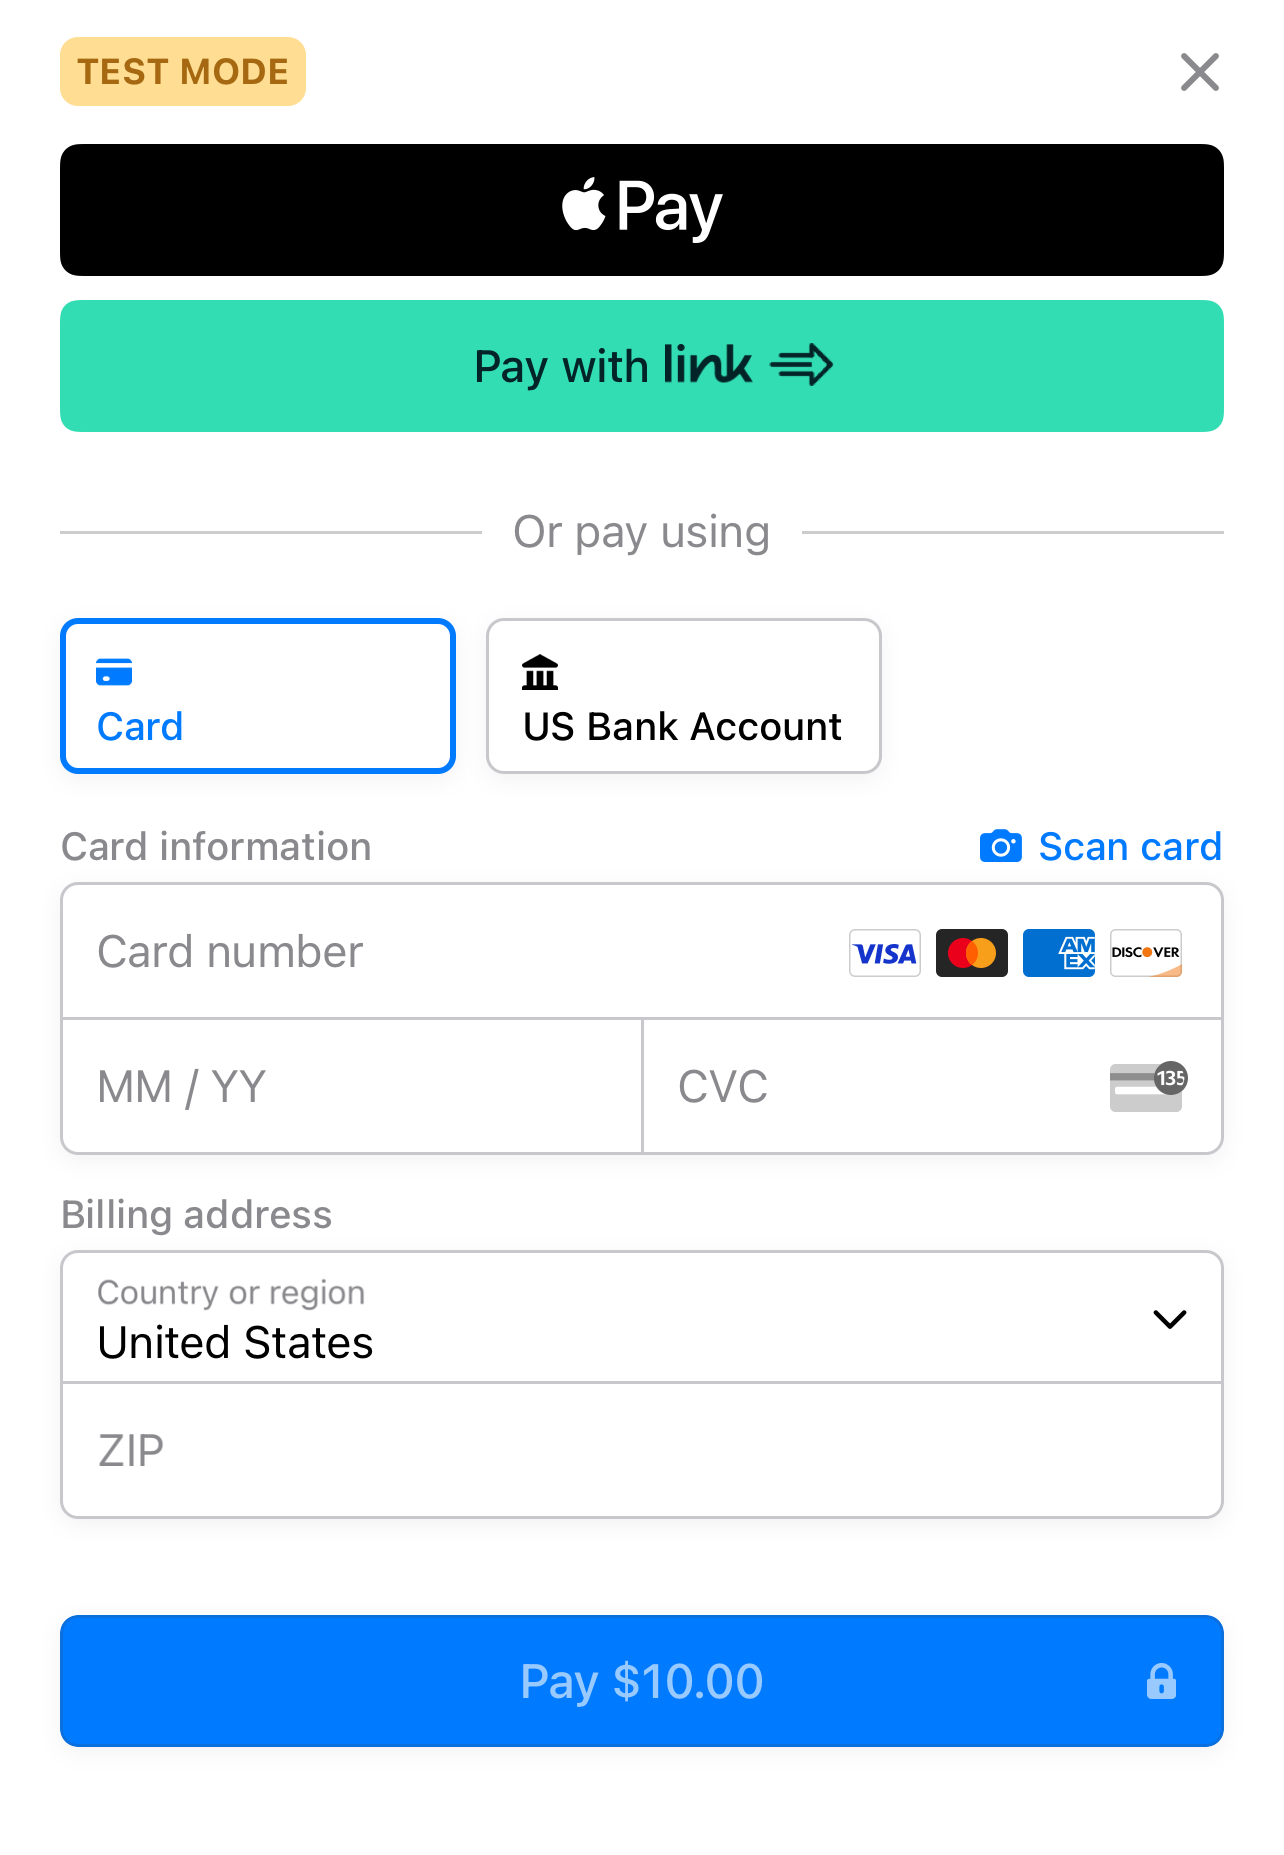 TEST MODE
Pay
Pay with link
Or pay using
Card
US Bank Account
Card information
Scan card
Card number
VISA
AM
EX
DISCOVER
MM / YY
CVC
135
Billing address
Country or region
United States
ZIP
Pay $10.00